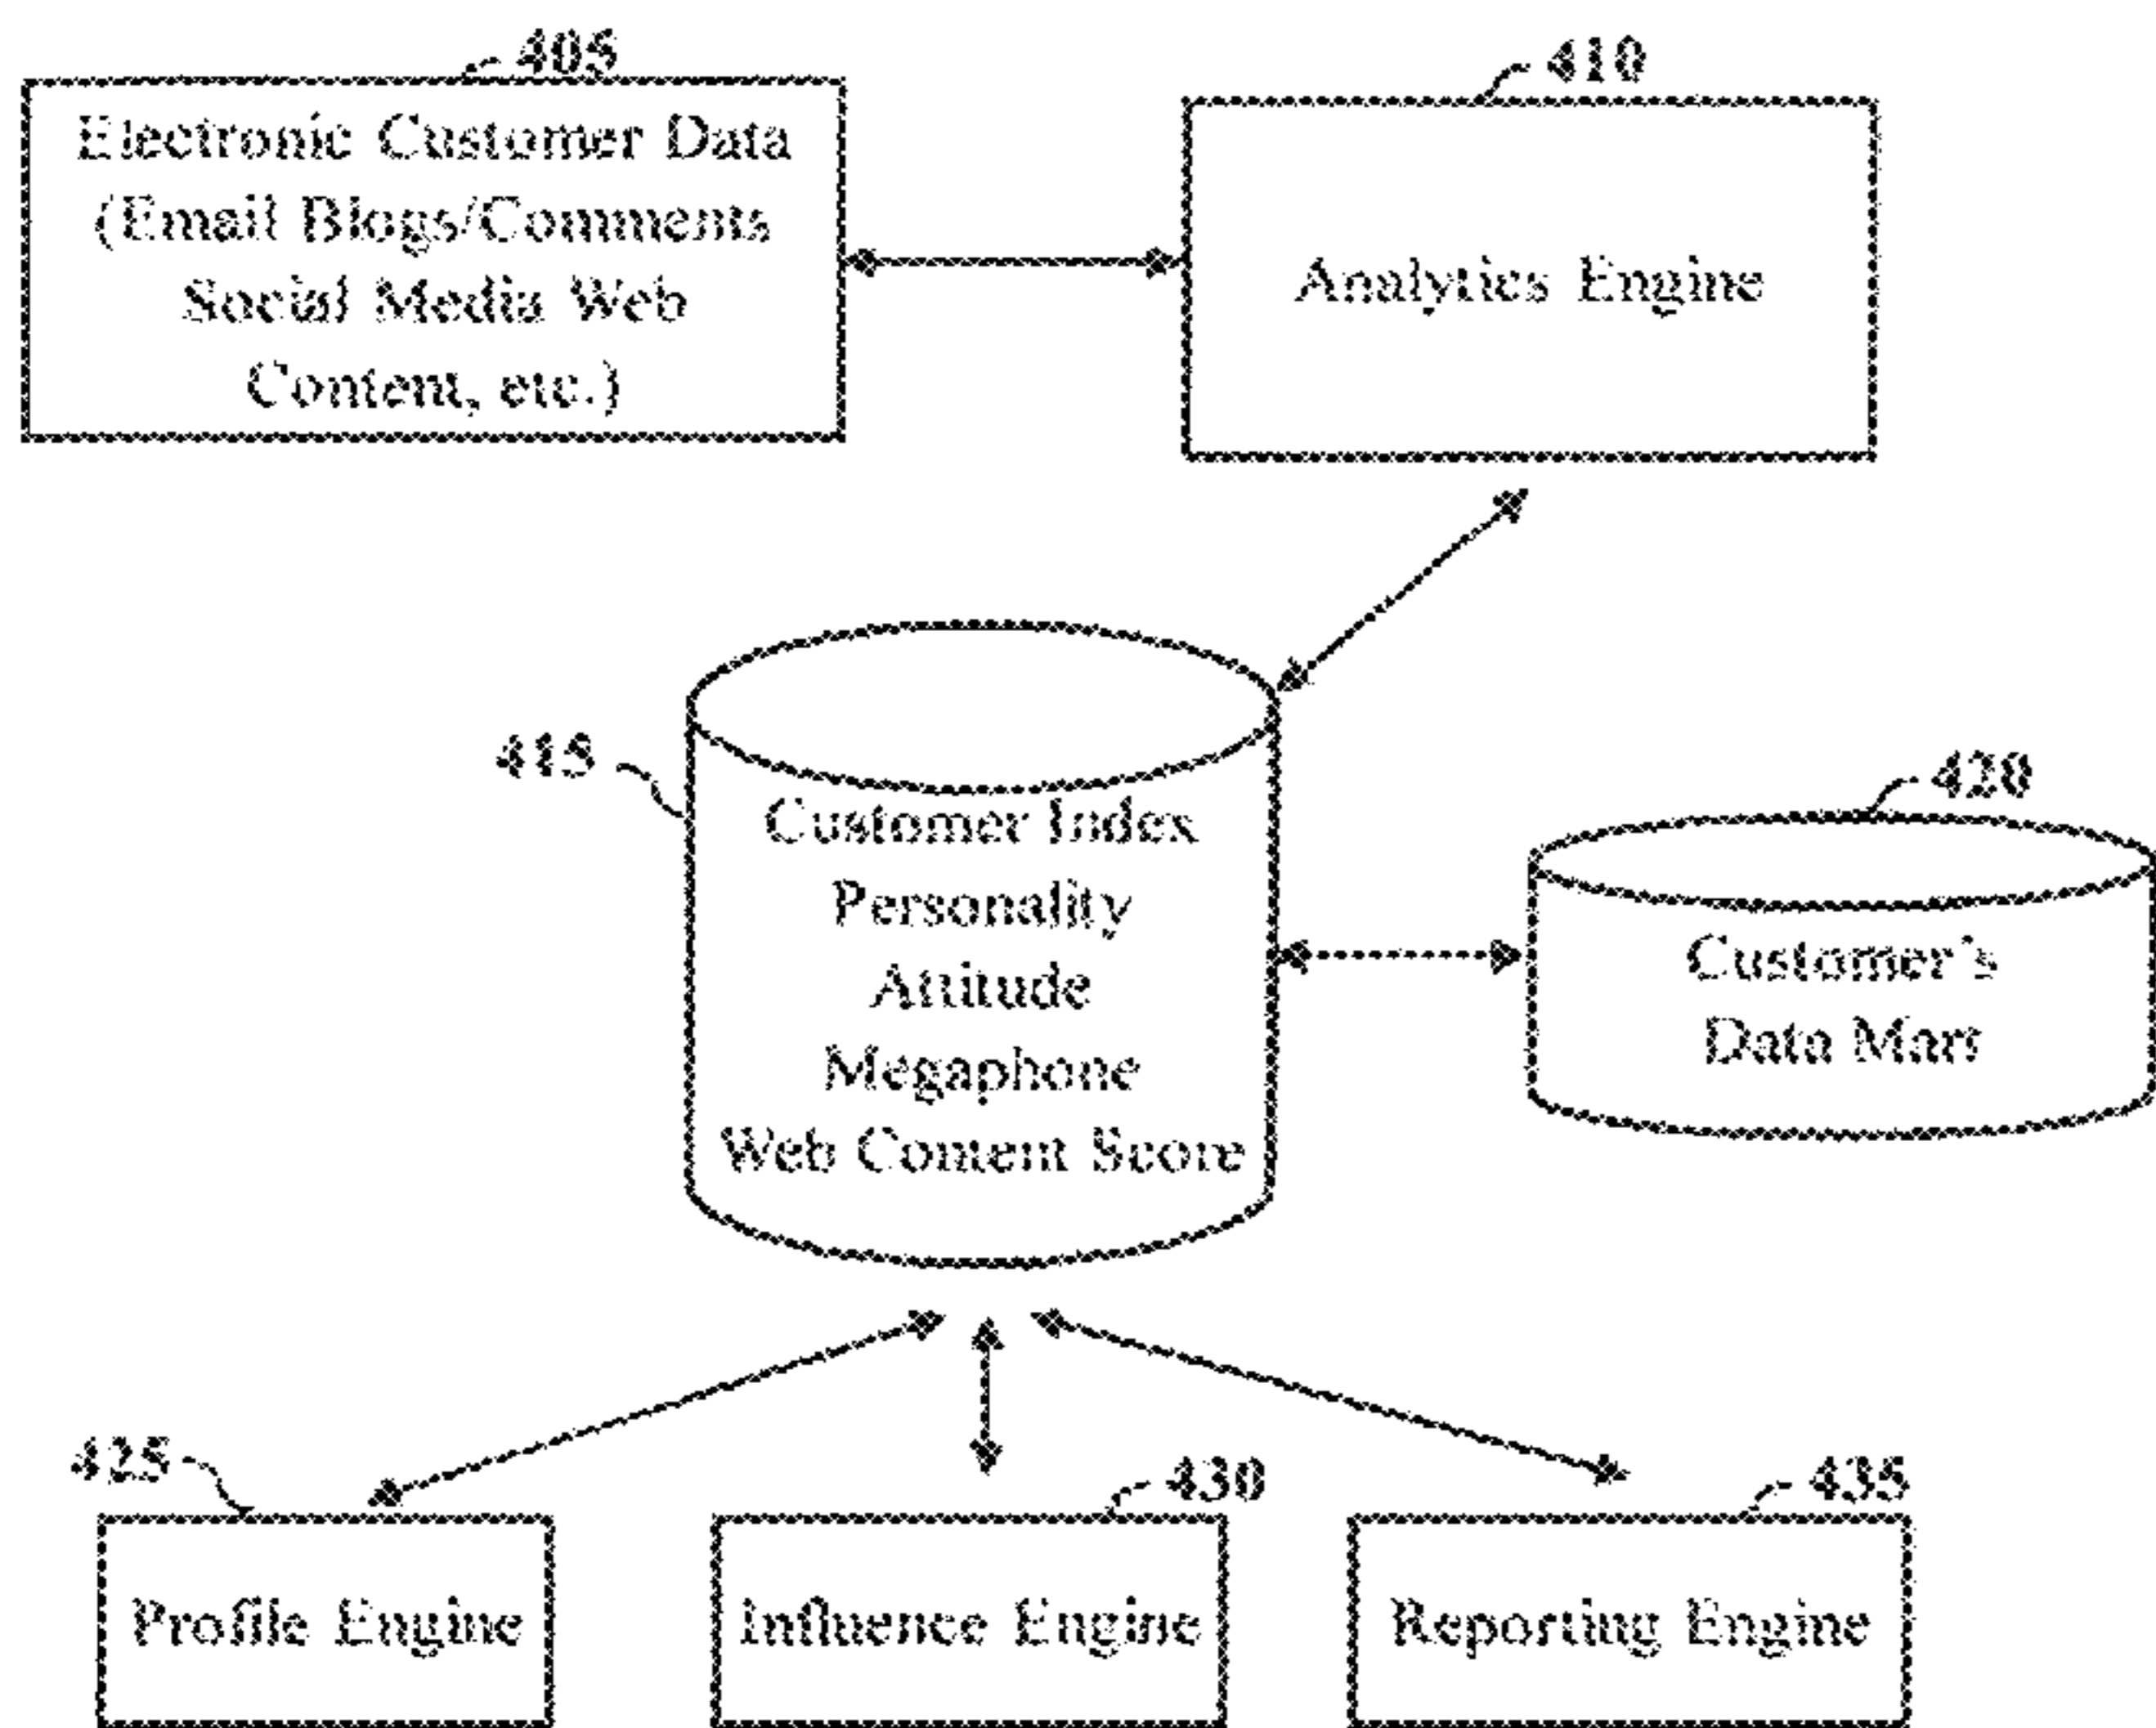 405
Electronic Customer Data
(Email Blogs/Comments
Social Media Web
Content, etc.)
410
Analytics Engine
415
Customer Index
Personality
Attitude
Megaphone
Web Content Score
420
Customer's
Data Mart
425
Profile Engine
430
Influence Engine
435
Reporting Engine